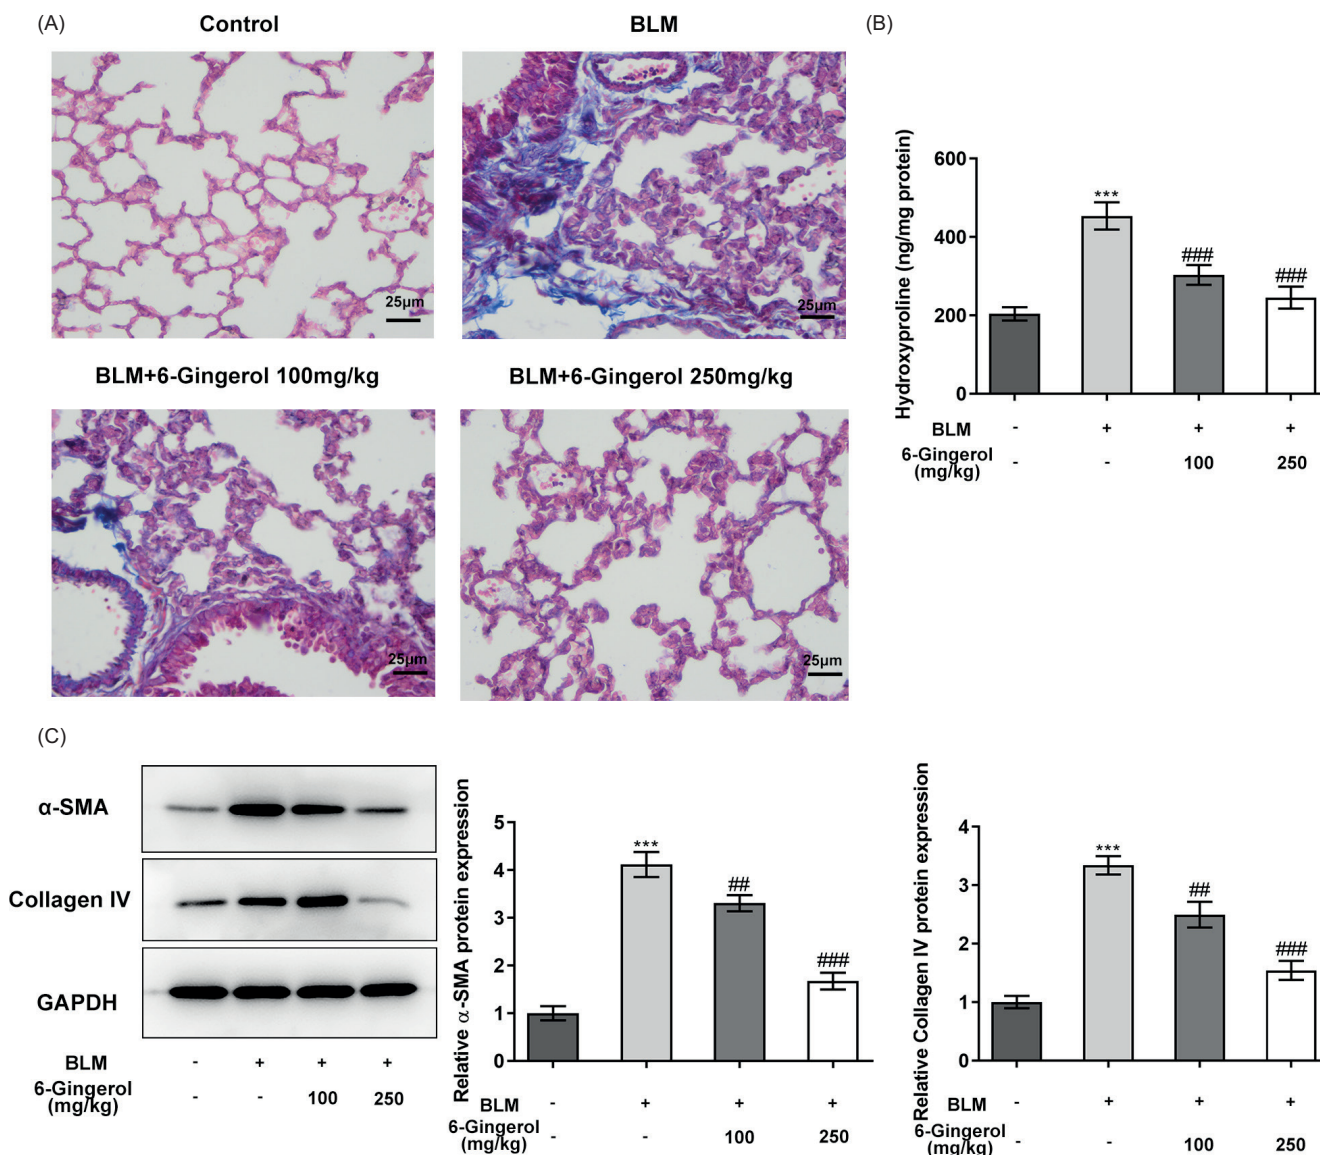 (A)
Control
BLM
25μm
25μm
BLM+6-Gingerol 100mg/kg
BLM+6-Gingerol 250mg/kg
25μm
25μm
(B)
Hydroxyproline (ng/mg protein)
600
400
200
0
***
###
###
BLM - + + +
6-Gingerol
(mg/kg) - - 100 250
(C)
α-SMA
Collagen IV
GAPDH
BLM - + + +
6-Gingerol
(mg/kg) - - 100 250
Relative α-SMA protein expression
5
4
3
2
1
0
***
##
###
BLM - + + +
6-Gingerol
(mg/kg) - - 100 250
Relative Collagen IV protein expression
4
3
2
1
0
***
##
###
BLM - + + +
6-Gingerol
(mg/kg) - - 100 250